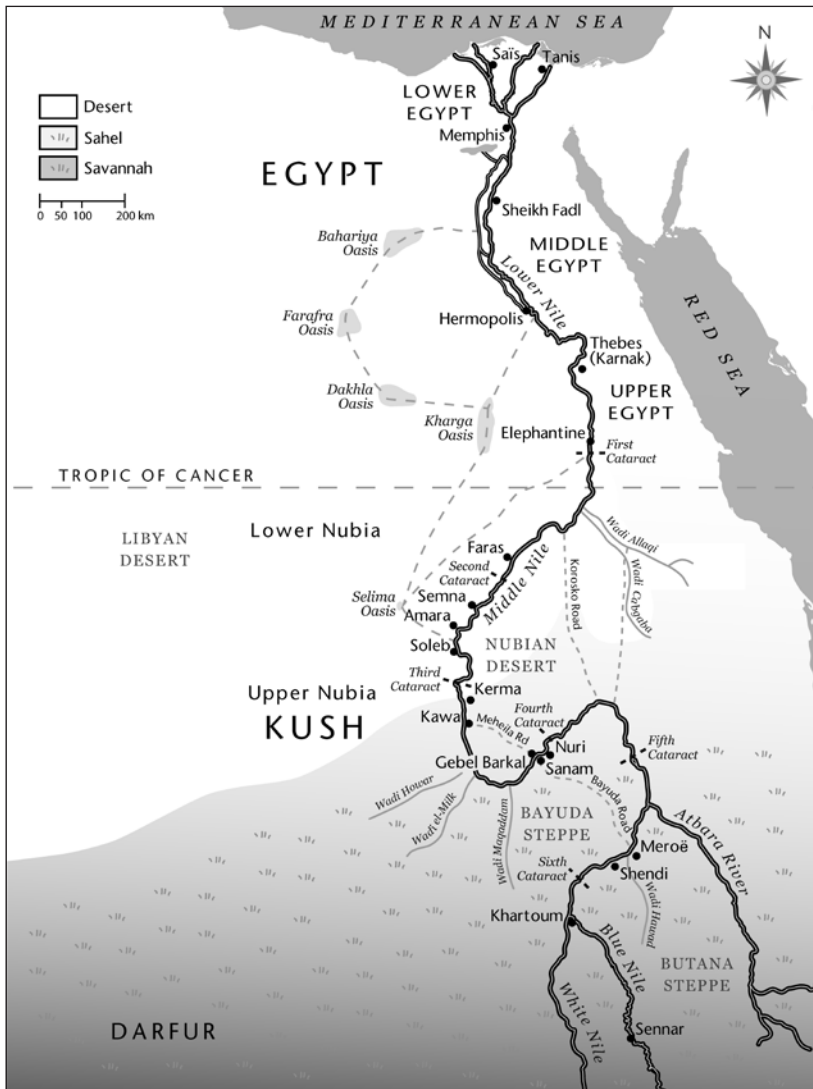 MEDITERRANEAN SEA
N
Saïs
Tanis
LOWER
EGYPT
Memphis
Desert
Sahel
Savannah
0 50 100 200 km
EGYPT
Sheikh Fadl
Bahariya
Oasis
MIDDLE
EGYPT
Lower Nile
RED SEA
Farafra
Oasis
Hermopolis
Thebes
(Karnak)
Dakhla
Oasis
UPPER
EGYPT
Kharga
Oasis
Elephantine
First
Cataract
TROPIC OF CANCER
LIBYAN
DESERT
Lower Nubia
Wadi Allaqi
Faras
Second
Cataract
Middle Nile
Korosko Road
Wadi Gabgaba
Selima
Oasis
Semna
Amara
Soleb
NUBIAN
DESERT
Third
Cataract
Upper Nubia
Kerma
KUSH
Kawa
Meheila Rd
Fourth
Cataract
Nuri
Gebel Barkal
Sanam
Fifth
Cataract
Wadi Howar
Wadi el-Milk
Wadi Maqaddam
BAYUDA
STEPPE
Bayuda Road
Atbara River
Meroë
Sixth
Cataract
Shendi
Wadi Hawad
Khartoum
Blue Nile
BUTANA
STEPPE
White Nile
DARFUR
Sennar